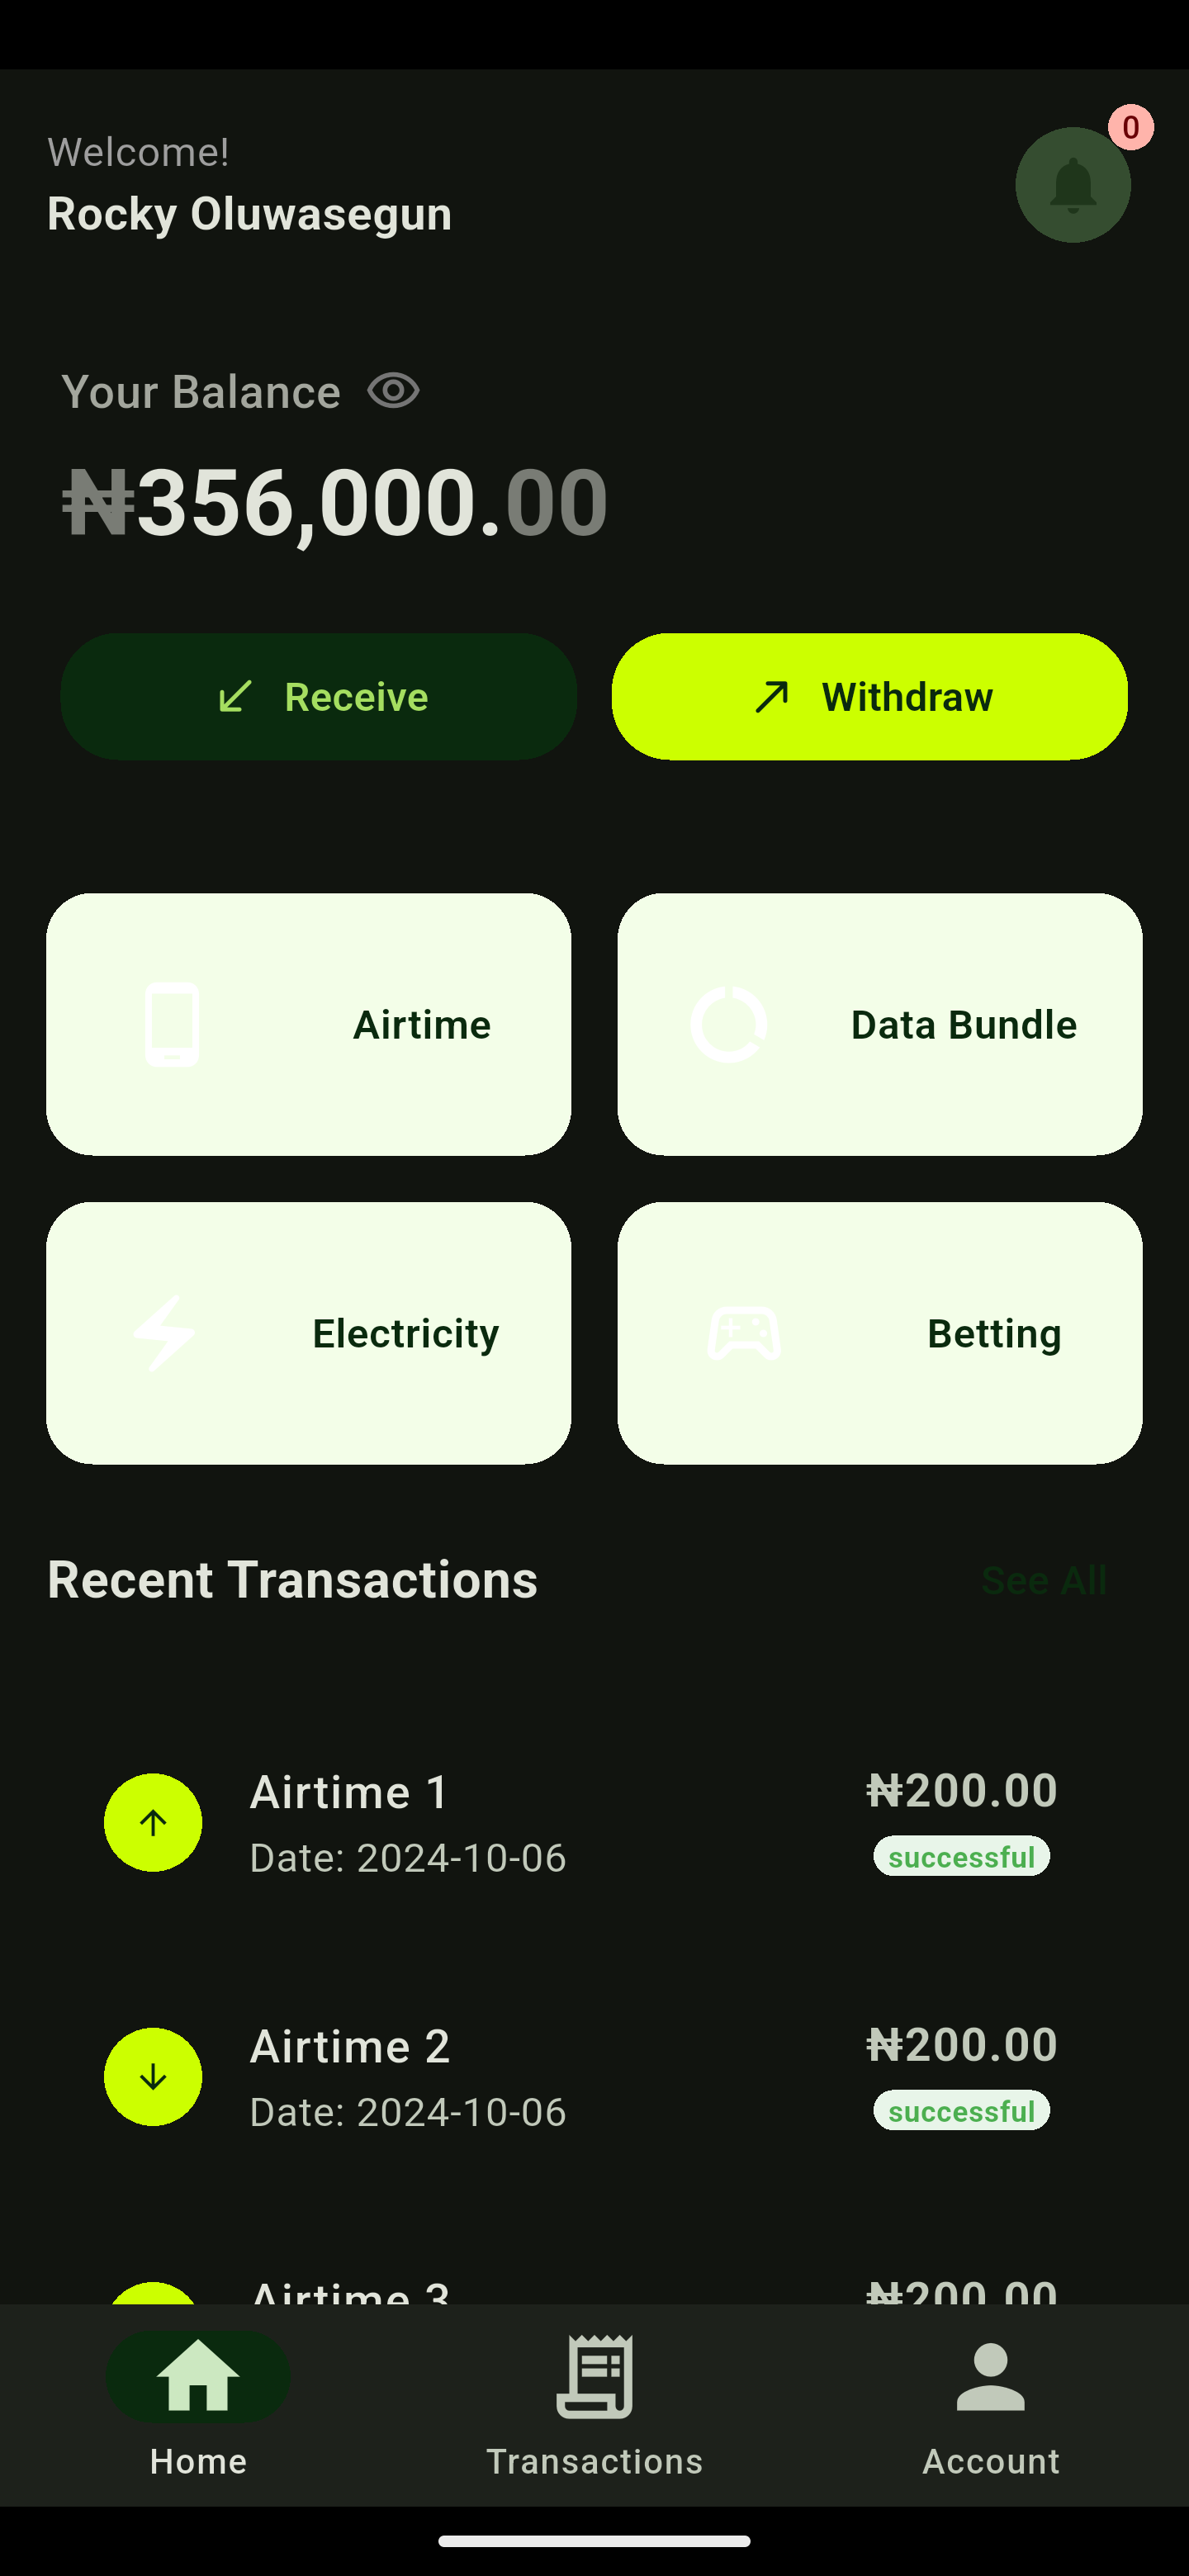 Welcome!
0
Rocky Oluwasegun
Your Balance
₦356,000.00
Receive
Withdraw
Airtime
Data Bundle
Electricity
Betting
Recent Transactions
See All
Airtime 1
₦200.00
Date: 2024-10-06
successful
Airtime 2
₦200.00
Date: 2024-10-06
successful
Airtime 3
₦200.00
Home
Transactions
Account